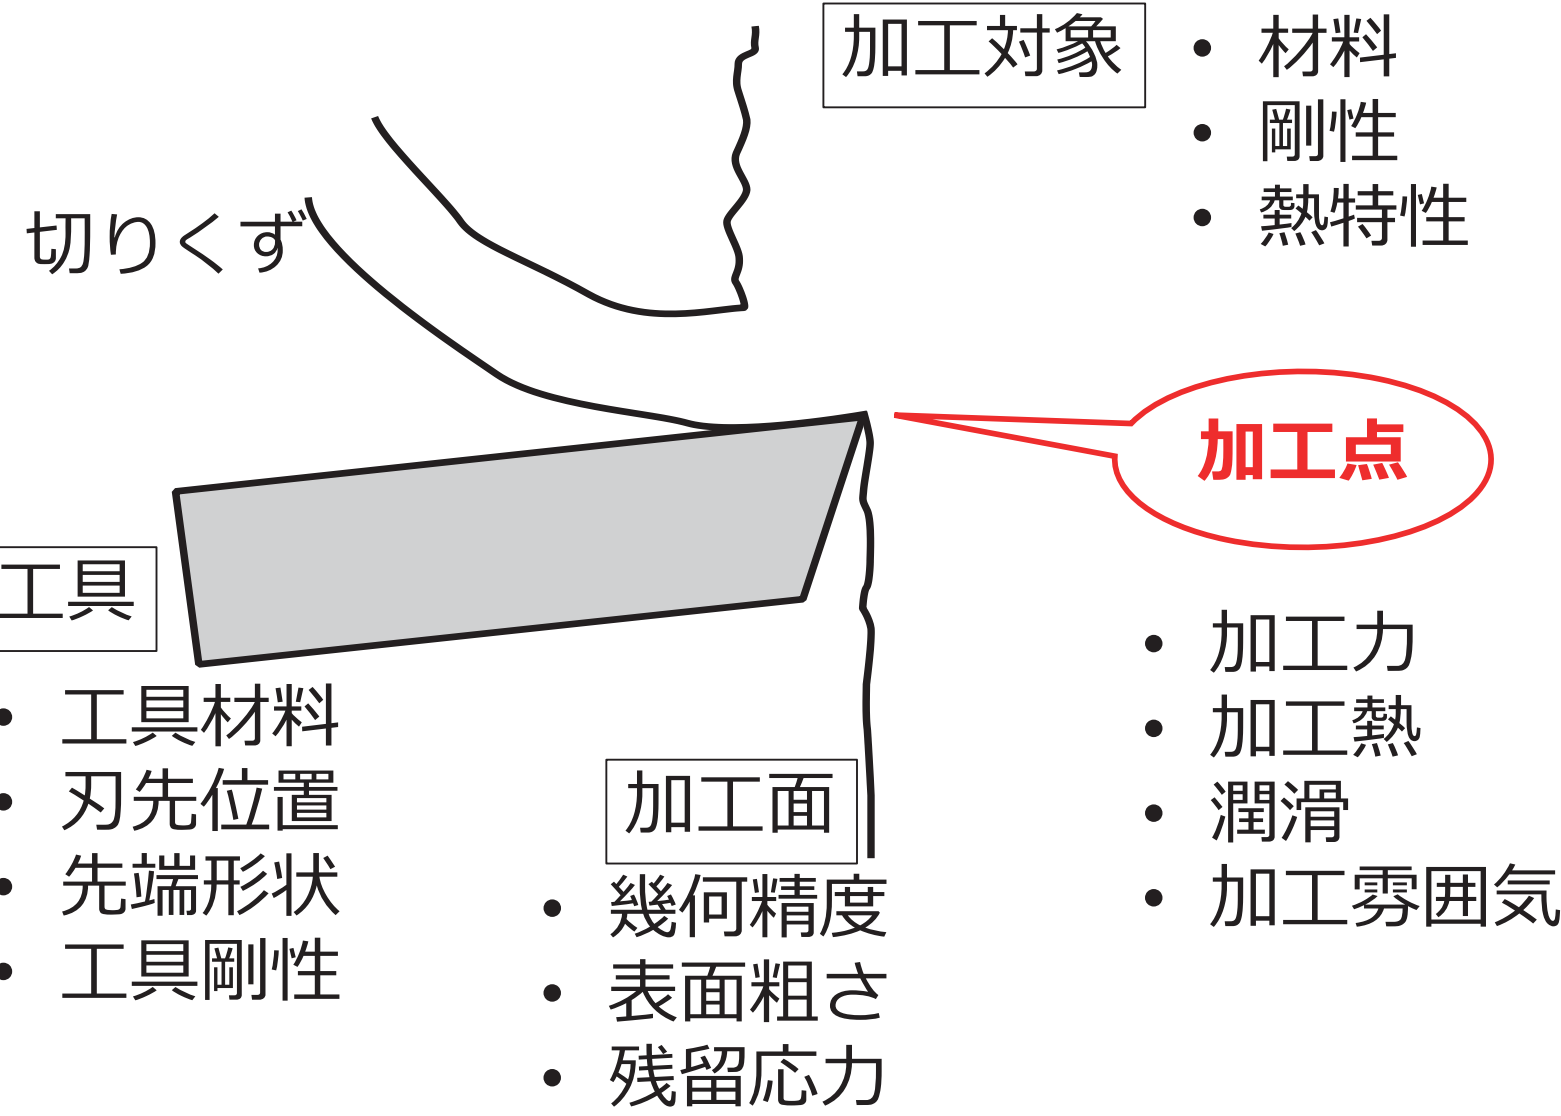 加工対象
• 材料
• 剛性
• 熱特性
切りくず
加工点
• 加工力
• 加工熱
• 潤滑
• 加工雰囲気
工具
• 工具材料
• 刃先位置
• 先端形状
• 工具剛性
加工面
• 幾何精度
• 表面粗さ
• 残留応力